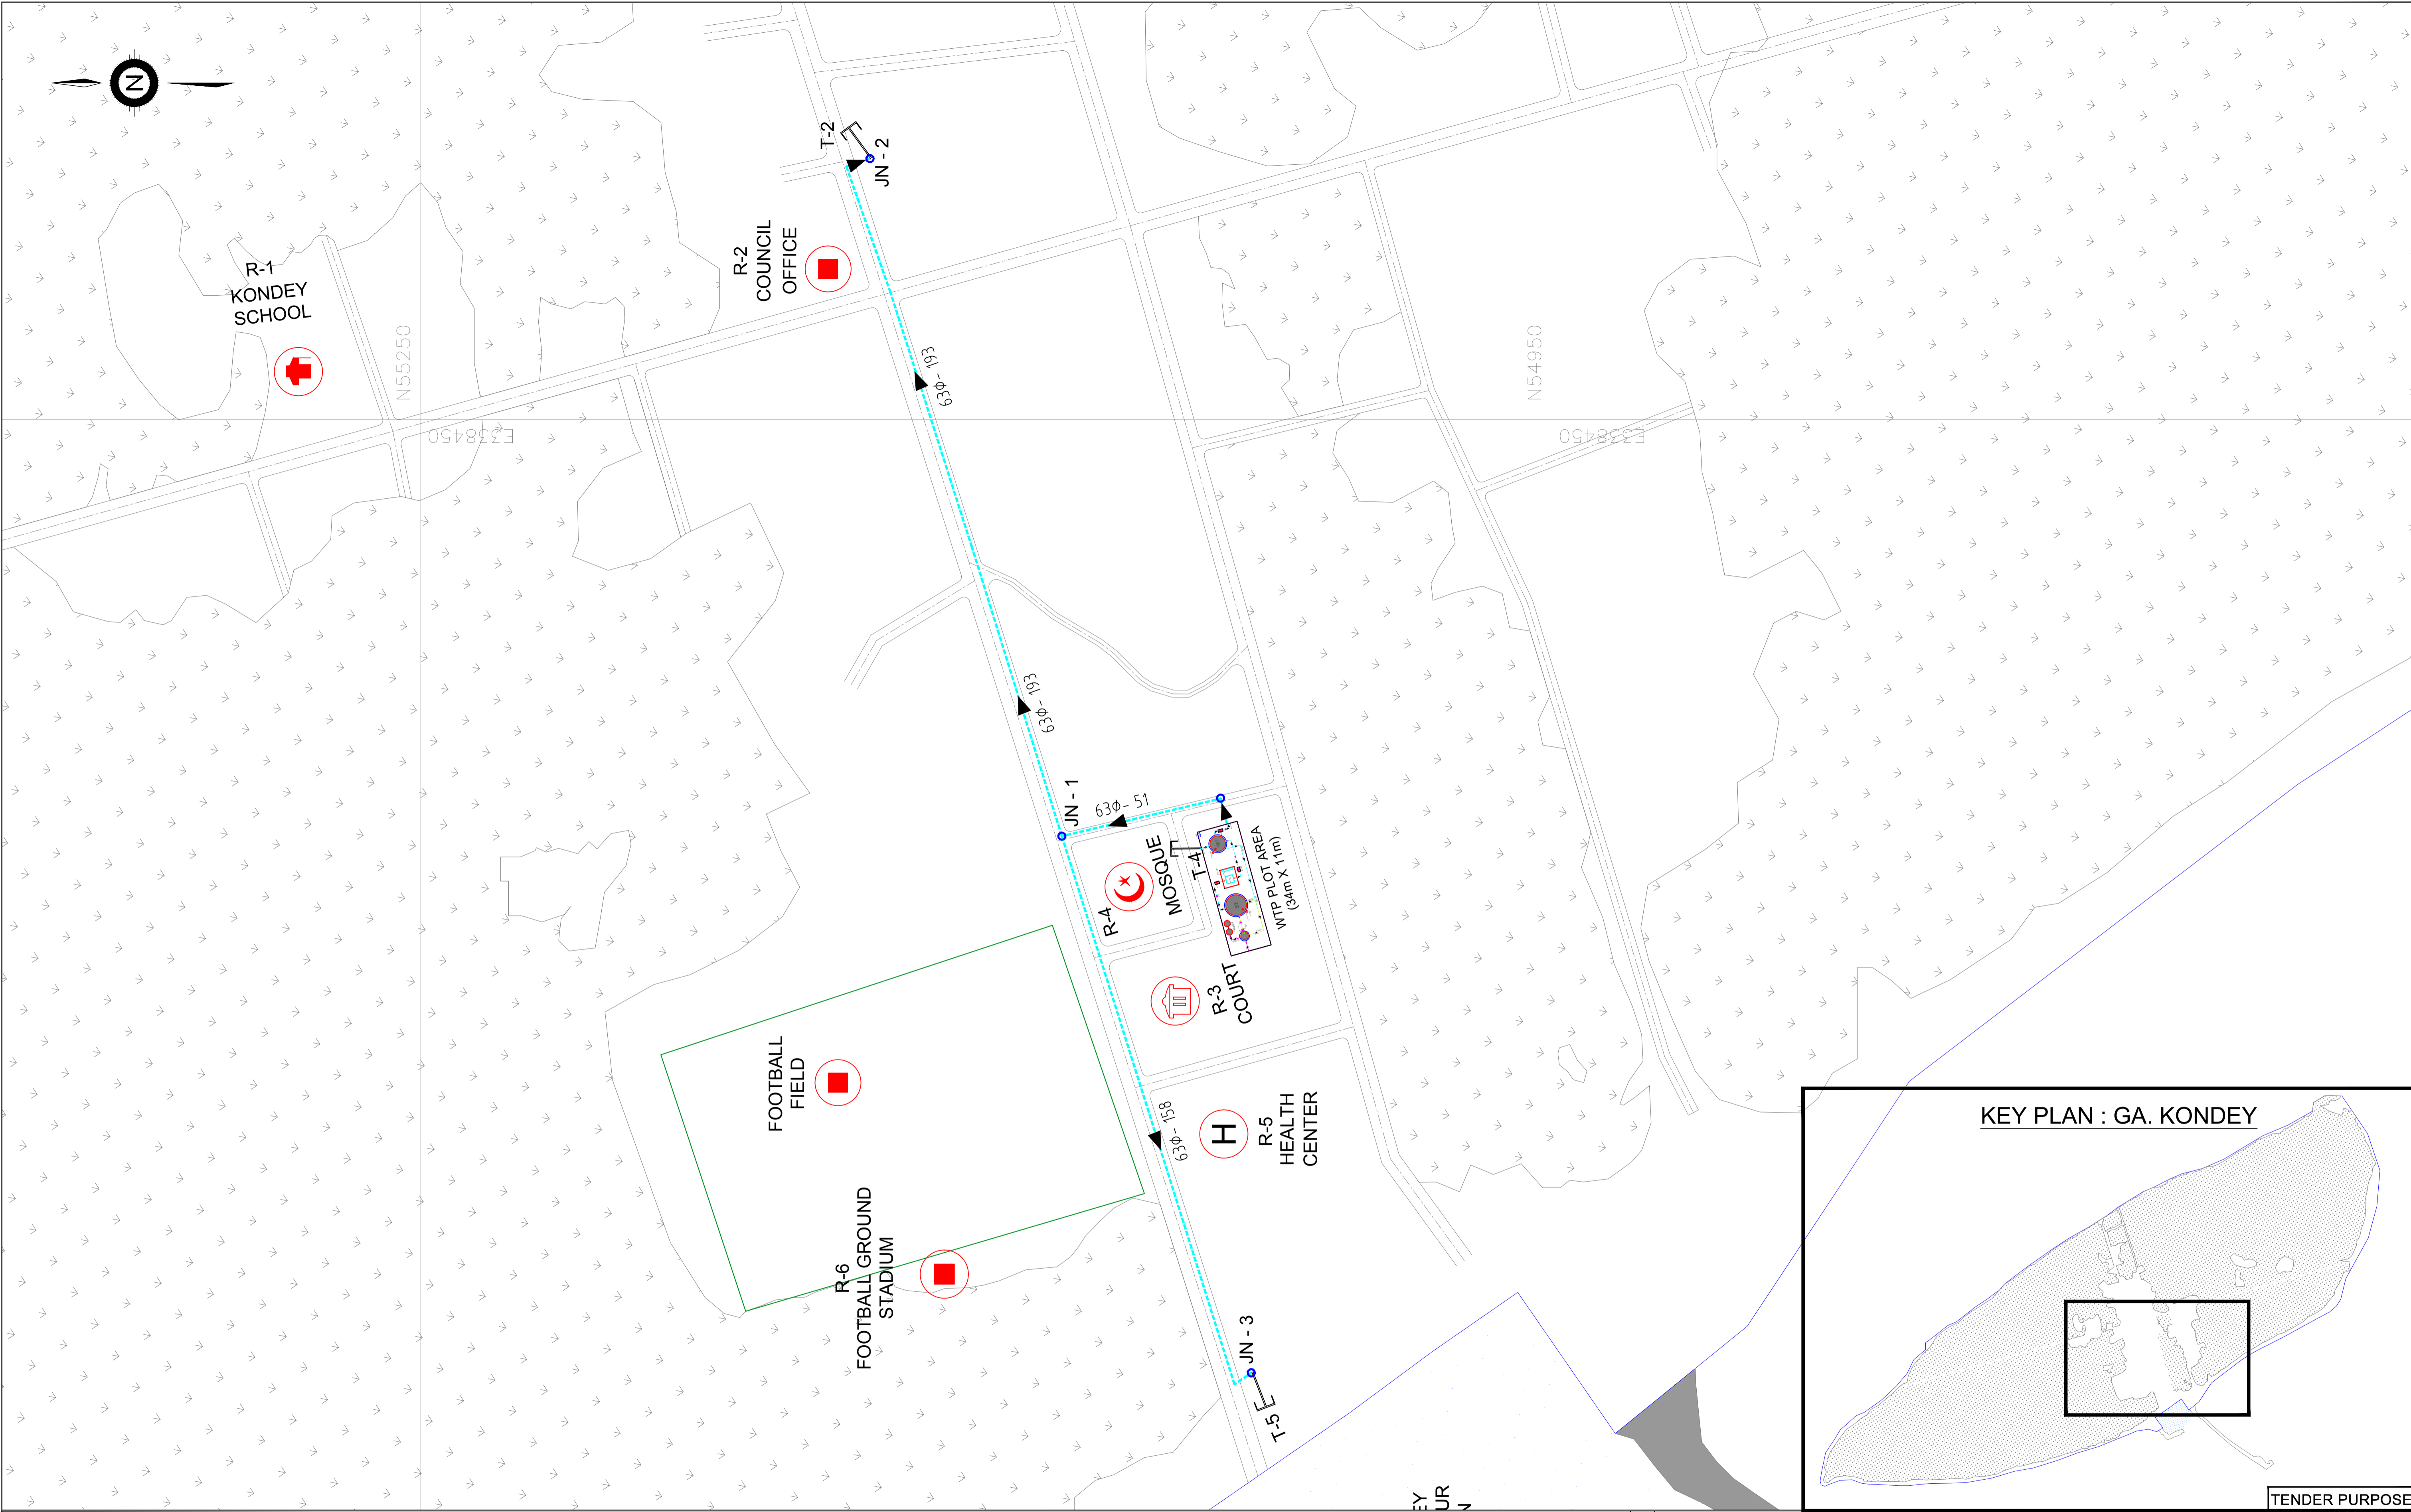 N
R-1
KONDEY
SCHOOL
N55250
E338450
R-2
COUNCIL
OFFICE
T-2
JN - 2
63ϕ- 193
N54950
E338450
63ϕ- 193
JN - 1
63ϕ- 51
R-4
MOSQUE
T-4
WTP PLOT AREA
(34m X 11m)
R-3
COURT
FOOTBALL
FIELD
63ϕ- 158
H
R-5
HEALTH
CENTER
R-6
FOOTBALL GROUND
STADIUM
JN - 3
T-5
EY
UR
N
KEY PLAN : GA. KONDEY
TENDER PURPOSE